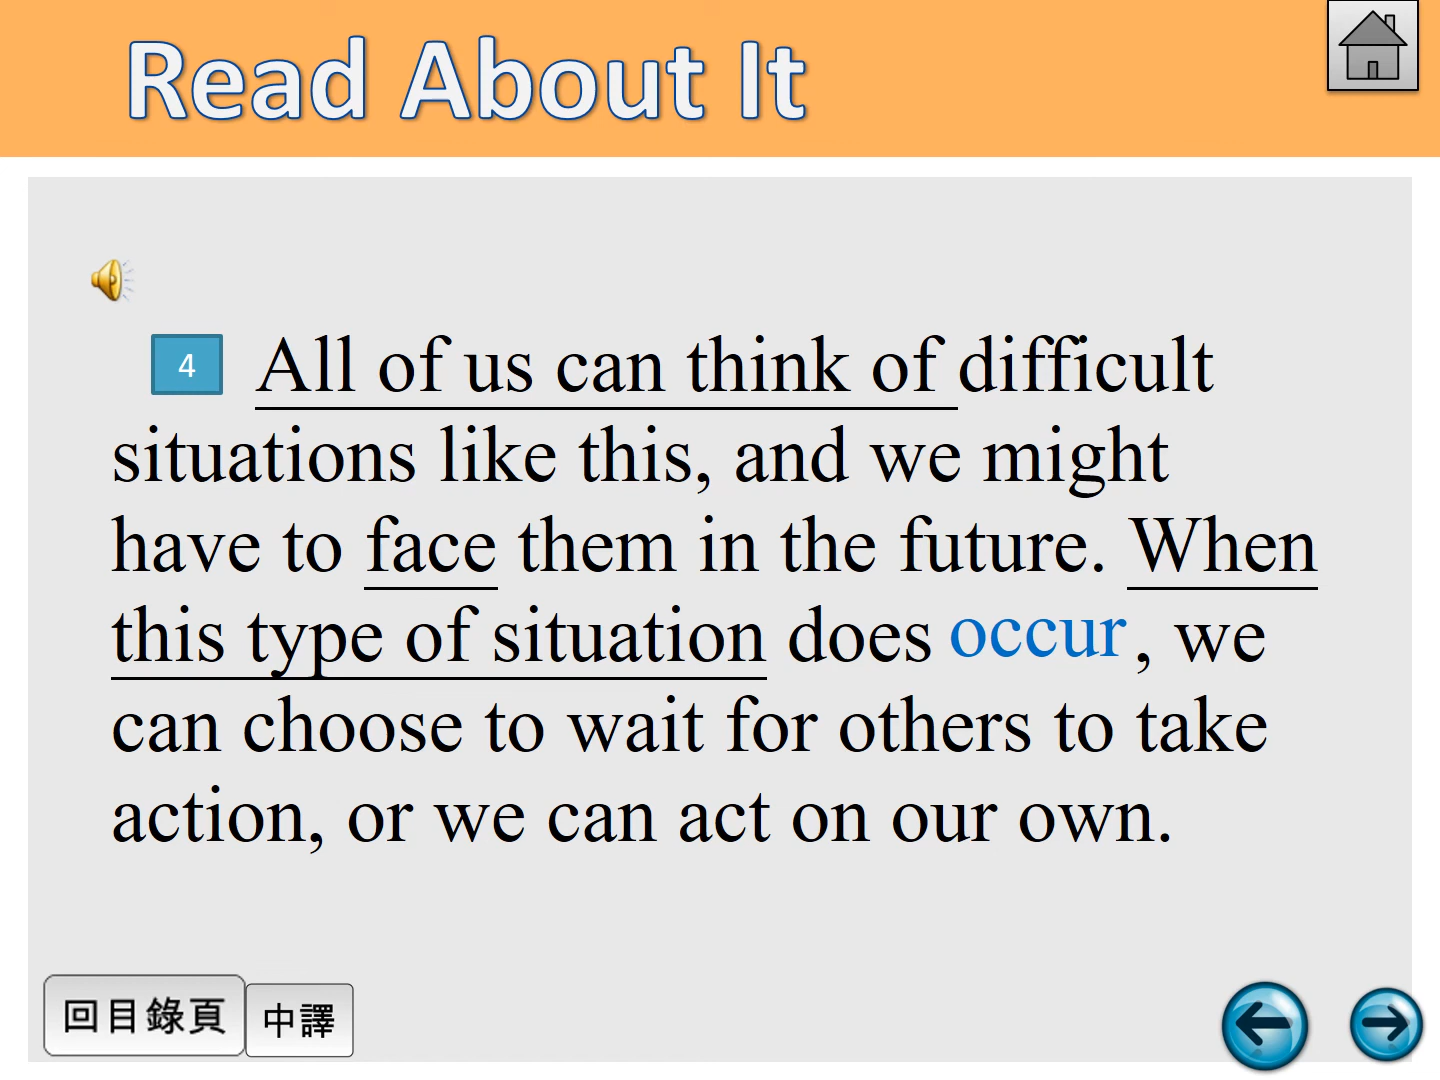 Read About It
4 All of us can think of difficult
situations like this, and we might
have to face them in the future. When
this type of situation does occur, we
can choose to wait for others to take
action, or we can act on our own.
回目錄頁 中譯